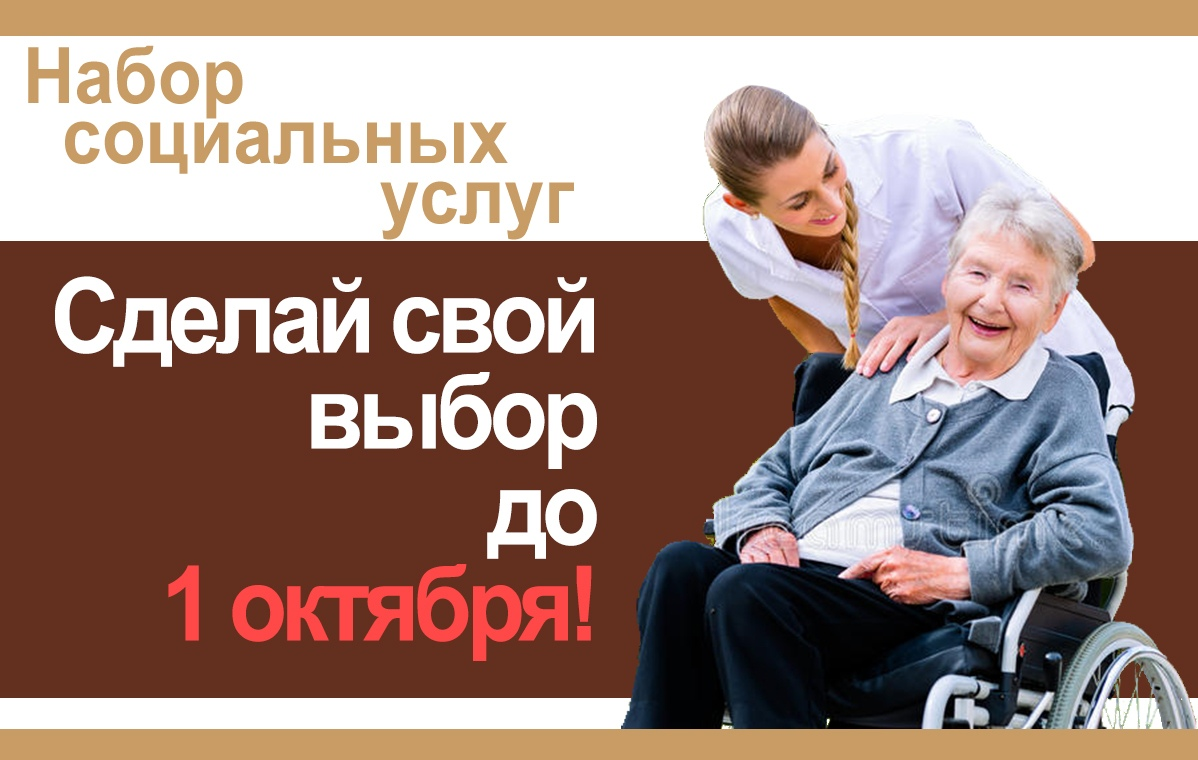 Набор
социальных
услуг
Сделай свой
выбор
до
1 октября!